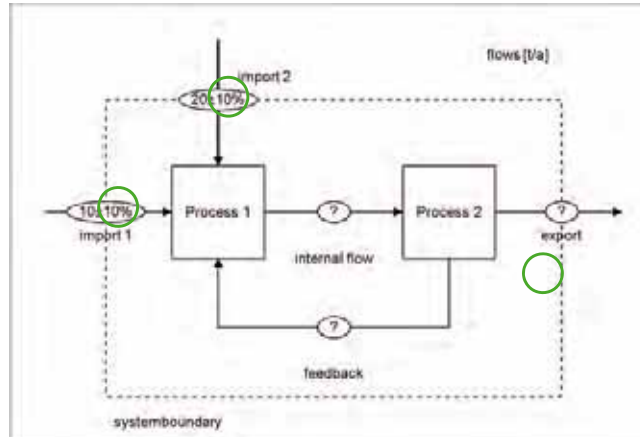 flows [t/a]
import 2
20±10%
10±10%
import 1
Process 1
?
internal flow
Process 2
?
export
?
feedback
systemboundary